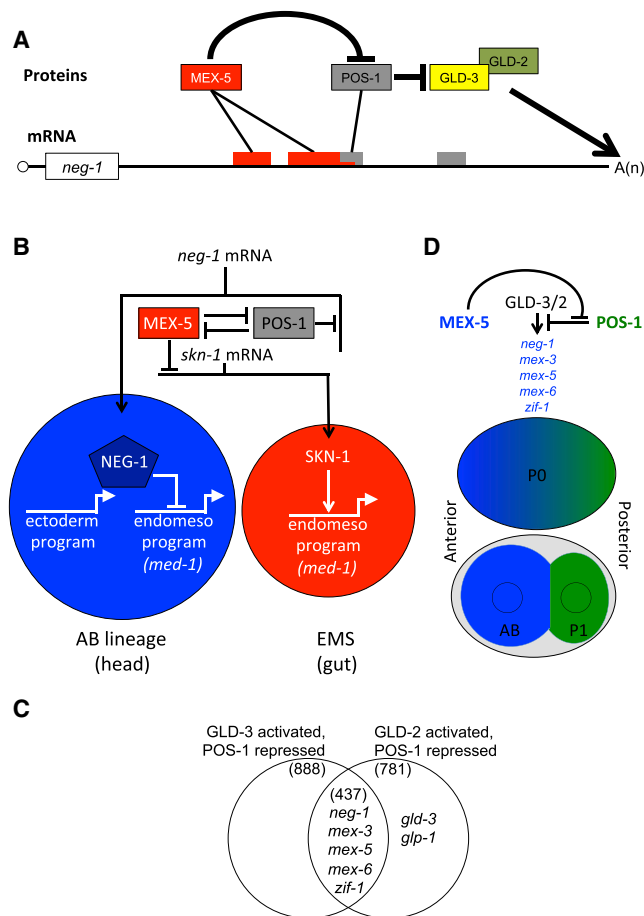 A
Proteins
MEX-5
POS-1
GLD-3
GLD-2
mRNA
neg-1
A(n)
B
neg-1 mRNA
MEX-5
POS-1
skn-1 mRNA
NEG-1
ectoderm
program
endomeso
program
(med-1)
AB lineage
(head)
SKN-1
endomeso
program
(med-1)
EMS
(gut)
D
GLD-3/2
MEX-5
POS-1
neg-1
mex-3
mex-5
mex-6
zif-1
P0
Anterior
Posterior
AB
P1
C
GLD-3 activated,
POS-1 repressed
(888)
GLD-2 activated,
POS-1 repressed
(781)
(437)
neg-1
mex-3
mex-5
mex-6
zif-1
gld-3
glp-1